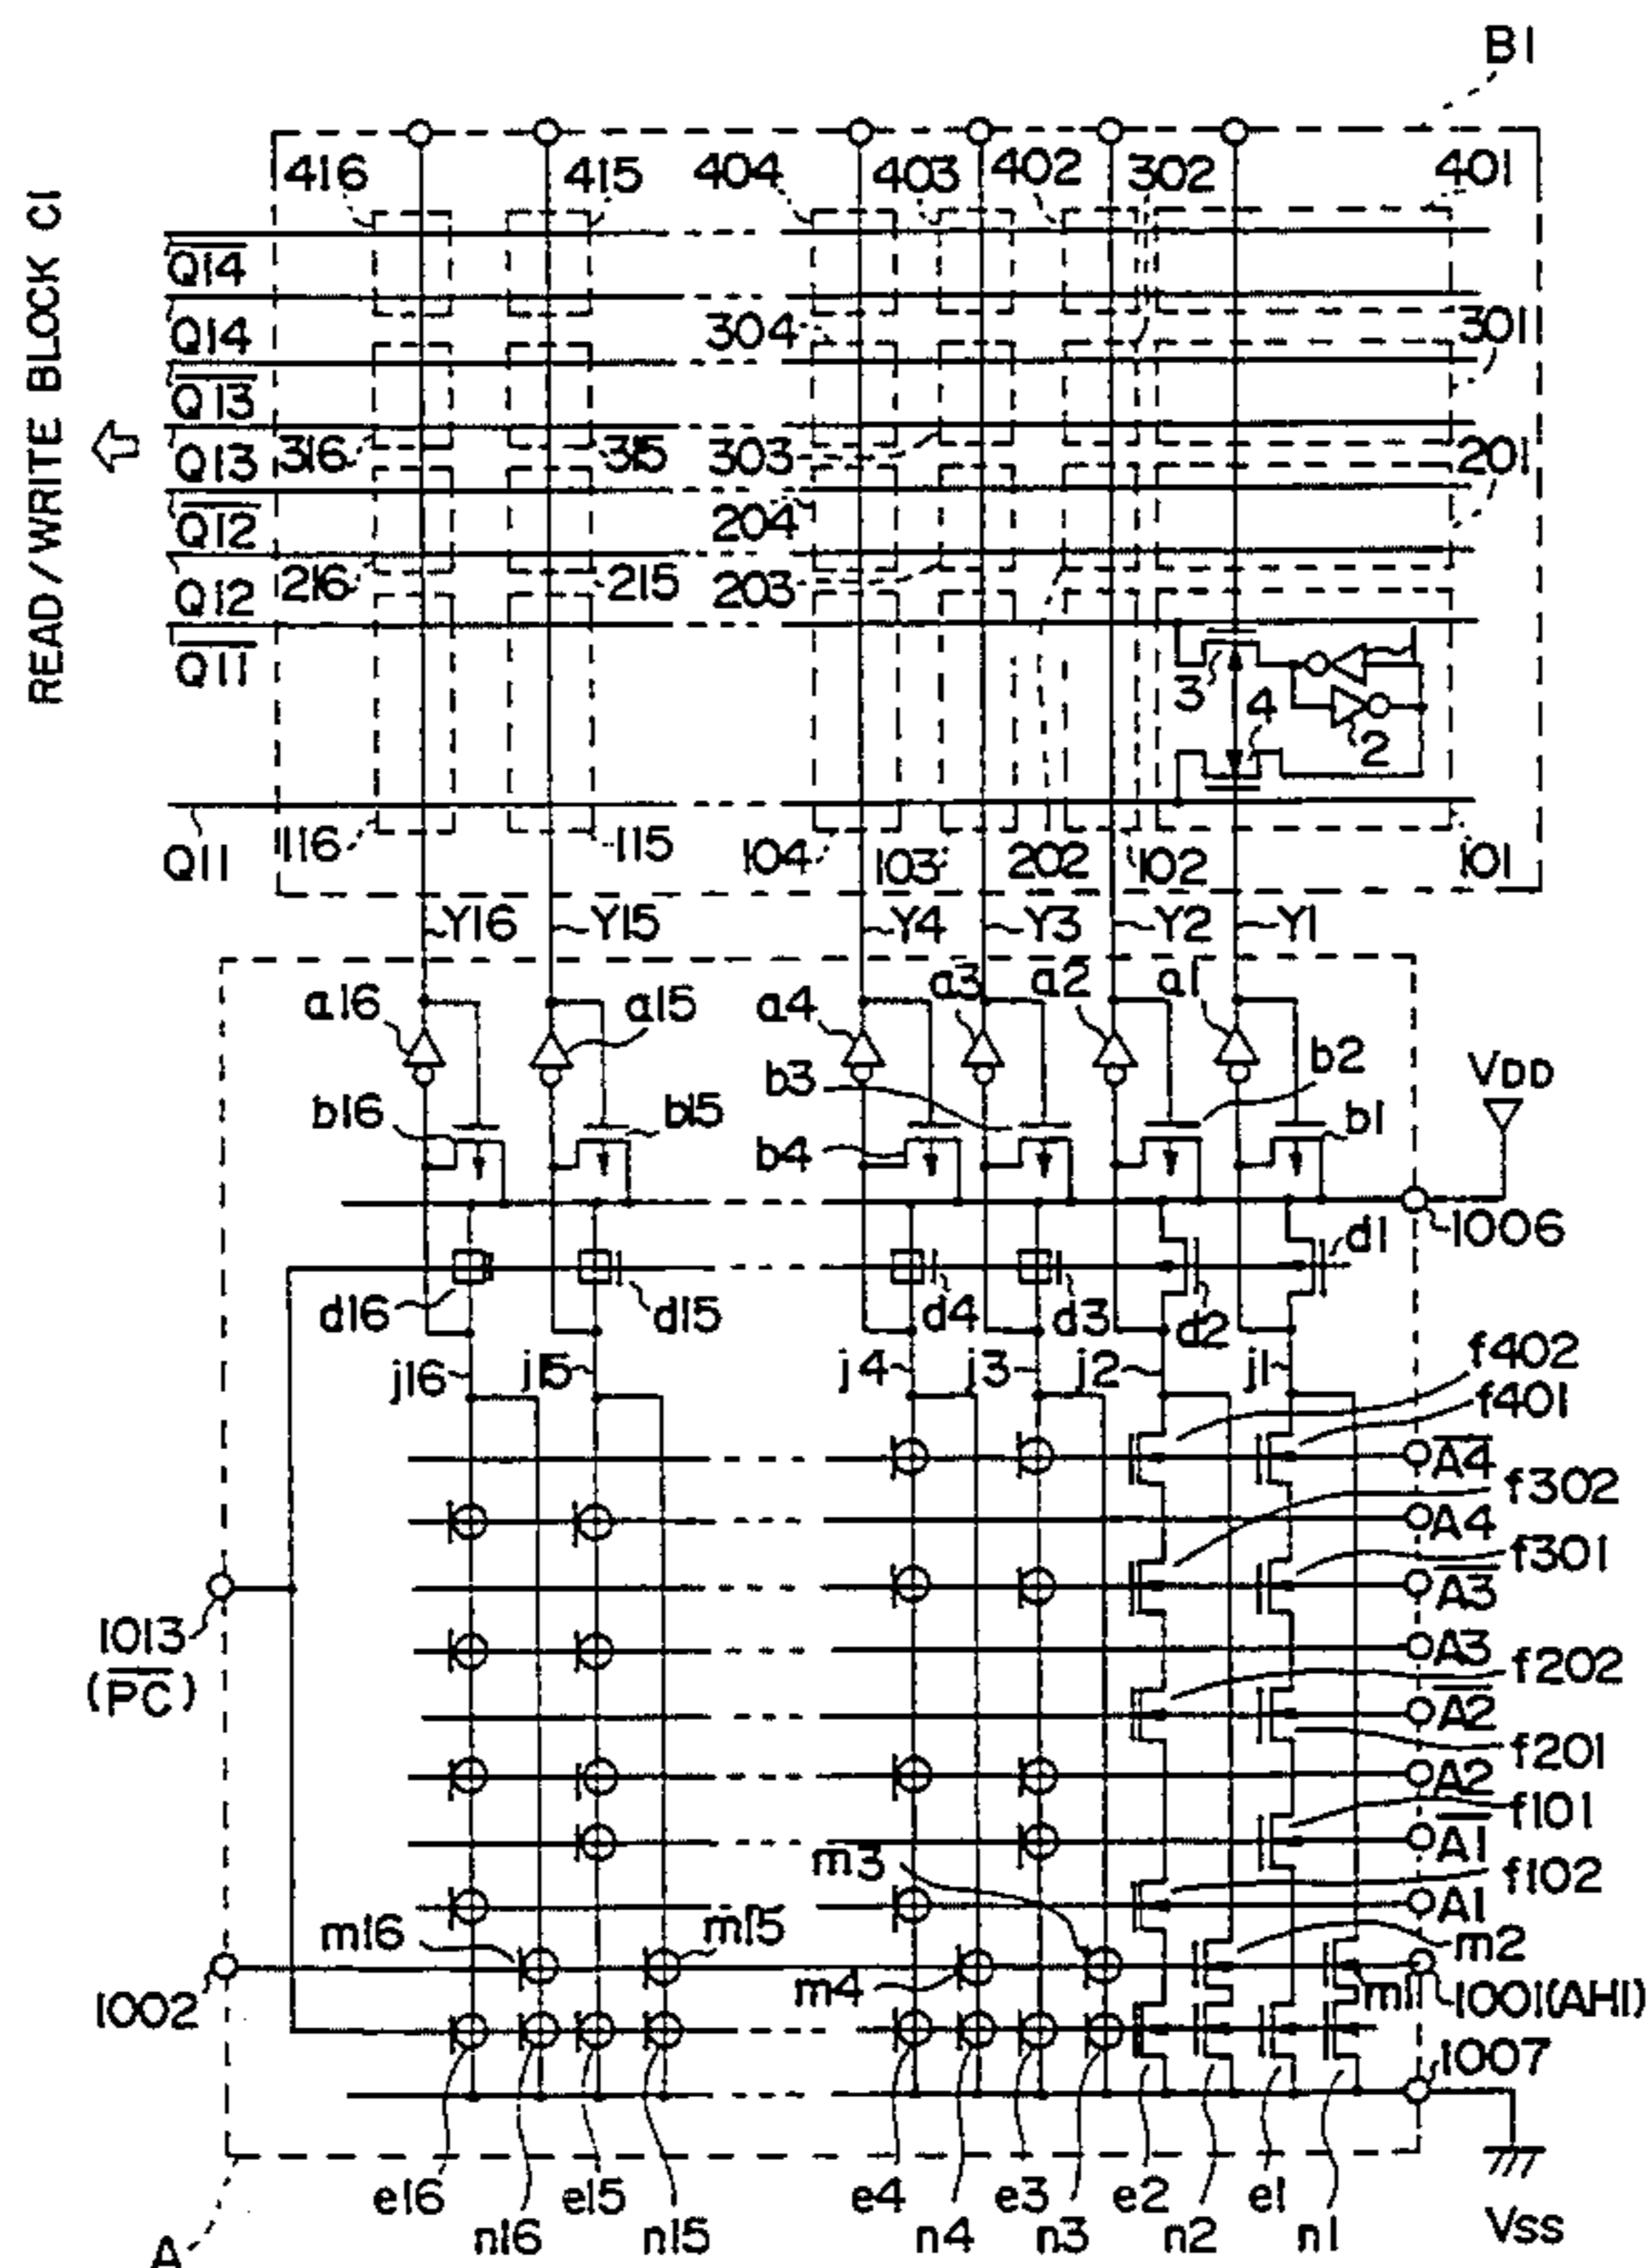 B1
READ/WRITE BLOCK C1
416 415 404 403 402 302 401
Q14
Q14 304 301
Q13
Q13 316 315 303 201
Q12 204
Q12 216 215 203
Q11 3 4 2
Q11 116 115 104 103 202 102 101
Y16 Y15 Y4 Y3 Y2 Y1
a16 a15 a4 a3 a2 a1
b16 b15 b4 b3 b2 b1 VDD
1006
d16 d15 d4 d3 d2 d1
j16 j15 j4 j3 j2 j1 f402
f401
A4
f302
A4
f301
A3
1013
(PC)
A3
f202
A2
f201
A2
f101
A1
m3 f102
A1
m16 m15 m2
1002 m4 m1 1001(AH1)
1007
e16 e15 e4 e3 e2 e1
n16 n15 n4 n3 n2 n1 VSS
A